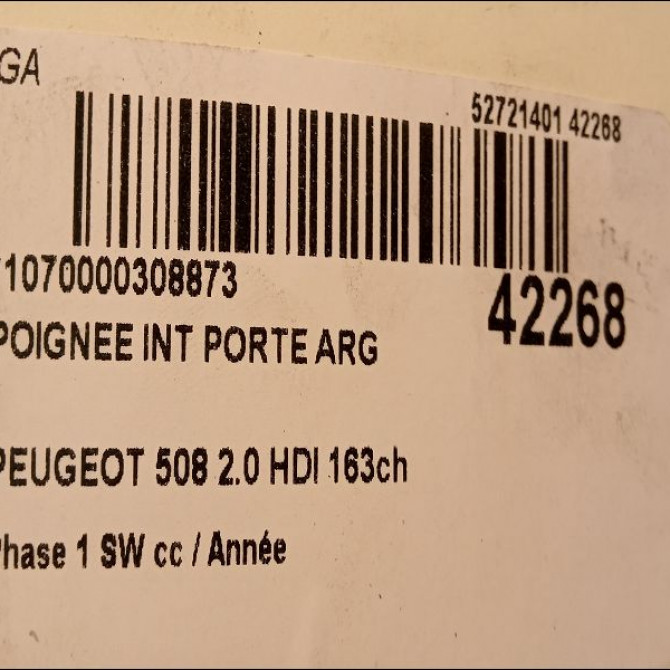 GA
52721401 42268
1070000308873
42268
POIGNEE INT PORTE ARG
PEUGEOT 508 2.0 HDI 163ch
Phase 1 SW cc / Année